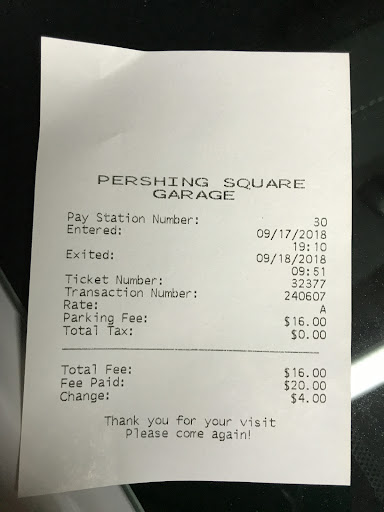 PERSHING SQUARE
GARAGE
Pay Station Number: 30
Entered: 09/17/2018
19:10
Exited: 09/18/2018
09:51
Ticket Number: 32377
Transaction Number: 240607
Rate: A
Parking Fee: $16.00
Total Tax: $0.00
Total Fee: $16.00
Fee Paid: $20.00
Change: $4.00
Thank you for your visit
Please come again!